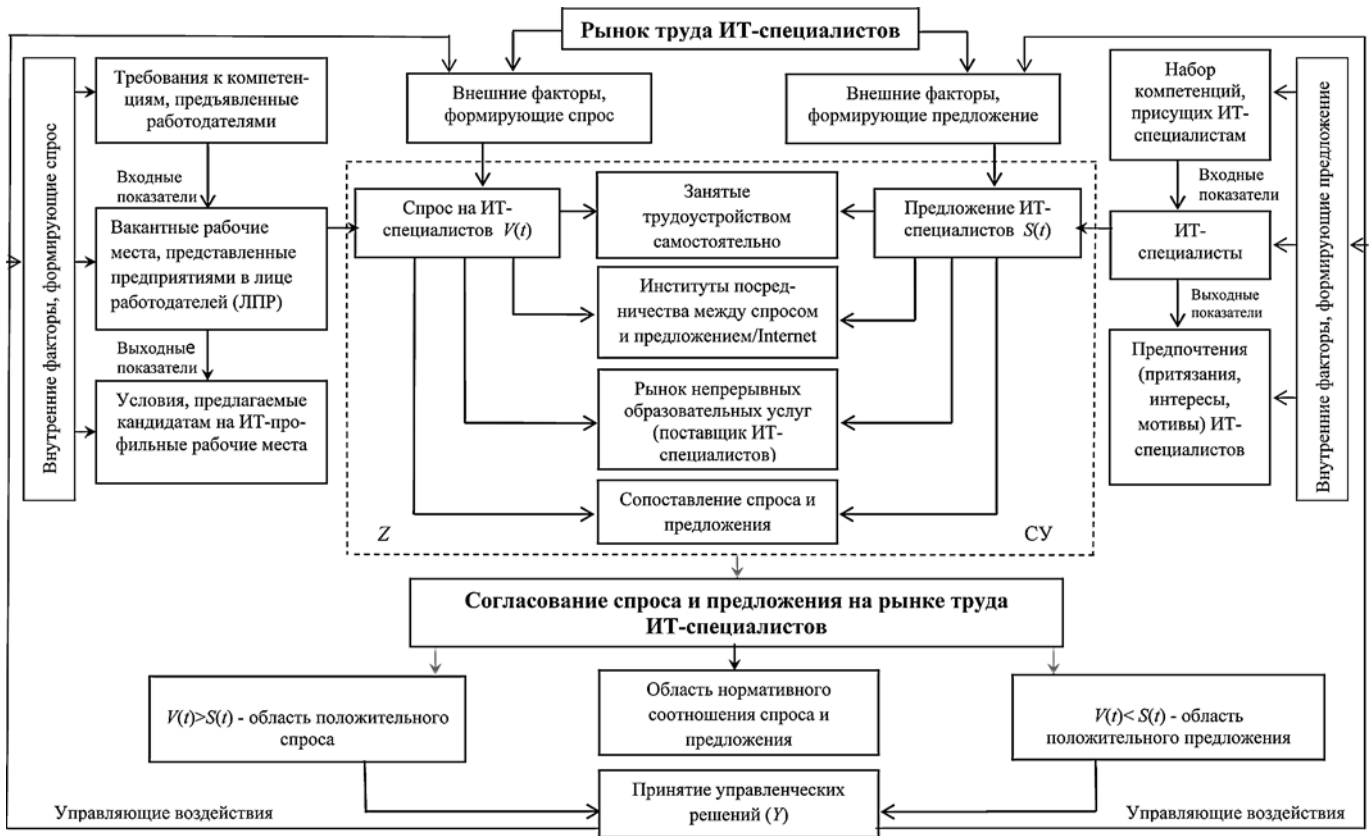 Рынок труда ИТ-специалистов
Внутренние факторы, формирующие спрос
Требования к компетен-
циям, предъявленные
работодателями
Внешние факторы,
формирующие спрос
Внешние факторы,
формирующие предложение
Набор
компетенций,
присущих ИТ-
специалистам
Внутренние факторы, формирующие предложение
Входные
показатели
Входные
показатели
Вакантные рабочие
места, представленные
предприятиями в лице
работодателей (ЛПР)
Спрос на ИТ-
специалистов V(t)
Занятые
трудоустройством
самостоятельно
Предложение ИТ-
специалистов S(t)
ИТ-
специалисты
Институты посред-
ничества между спросом
и предложением/Internet
Выходные
показатели
Выходные
показатели
Условия, предлагаемые
кандидатам на ИТ-про-
фильные рабочие места
Рынок непрерывных
образовательных услуг
(поставщик ИТ-
специалистов)
Предпочтения
(притязания,
интересы,
мотивы) ИТ-
специалистов
Сопоставление спроса и
предложения
Z
СУ
Согласование спроса и предложения на рынке труда
ИТ-специалистов
V(t)>S(t) - область положительного
спроса
Область нормативного
соотношения спроса и
предложения
V(t)< S(t) - область
положительного предложения
Управляющие воздействия
Принятие управленческих
решений (Y)
Управляющие воздействия